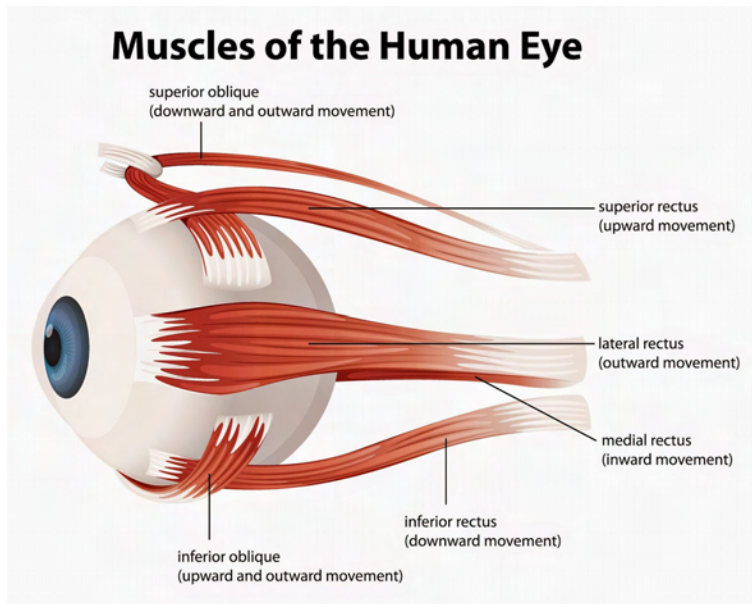 Muscles of the Human Eye
superior oblique
(downward and outward movement)
superior rectus
(upward movement)
lateral rectus
(outward movement)
medial rectus
(inward movement)
inferior rectus
(downward movement)
inferior oblique
(upward and outward movement)